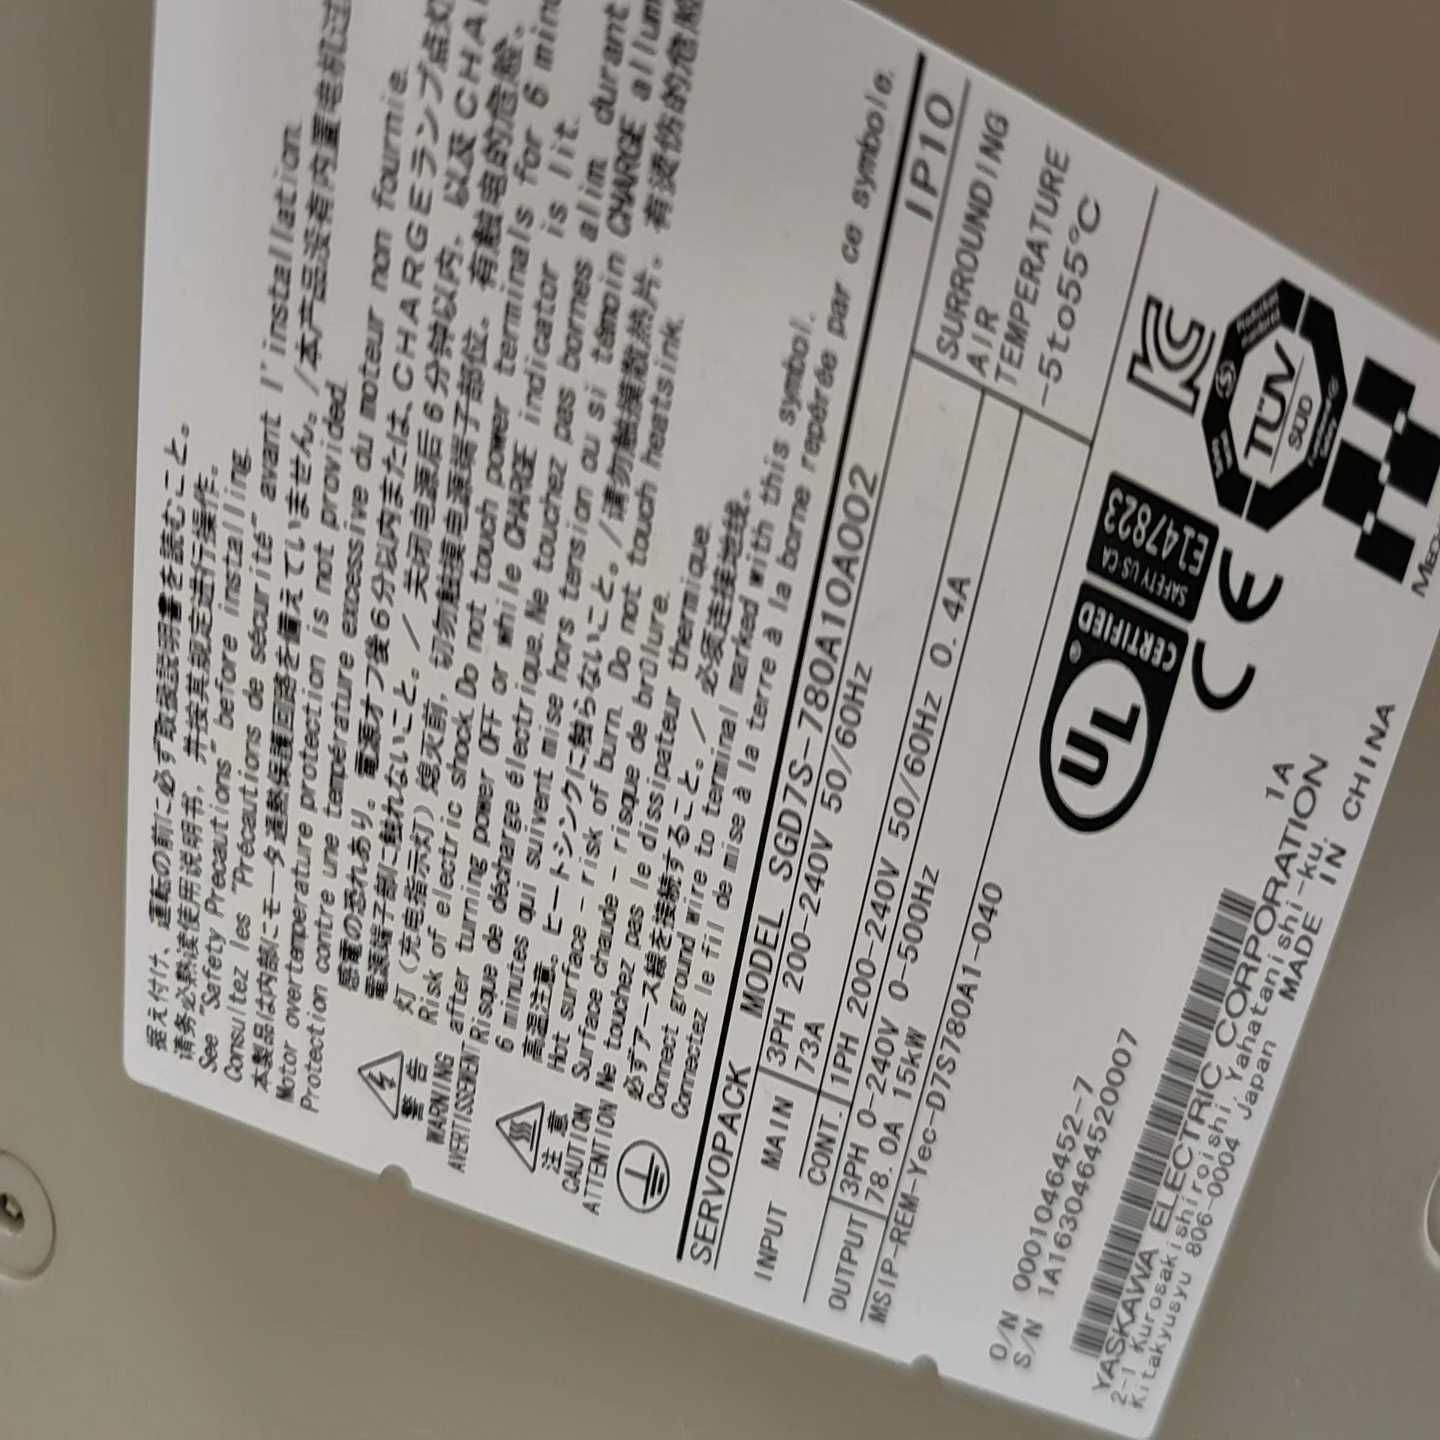 据え付け、運転の前に必ず取扱説明書を読むこと。
请务必熟读使用说明书，并按其规定进行操作。
See "Safety Precautions" before installing.
Consultez les "Précautions de sécurité" avant l'installation.
本製品は内部にモータ過熱保護回路を備えていません。/本产品没有内置电机过
Motor overtemperature protection is not provided.
Protection contre une température excessive du moteur non fournie.
警告
WARNING
AVERTISSEMENT
感電の恐れあり。電源オフ後6分以内または、CHARGEランプ点灯
電源端子部に触れないこと。/ 关闭电源后6分钟以内，以及CHA
灯（充电指示灯）熄灭前，切勿触摸电源端子部位。有触电的危险。
Risk of electric shock. Do not touch power terminals for 6 min
after turning power OFF or while CHARGE indicator is lit.
Risque de décharge électrique. Ne touchez pas bornes alim. durant
6 minutes qui suivent mise hors tension ou si témoin CHARGE allum
注意
CAUTION
ATTENTION
高温注意。ヒートシンクに触らないこと。/请勿触摸散热片。有烫伤的危险
Hot surface - risk of burn. Do not touch heatsink.
Surface chaude - risque de brûlure.
Ne touchez pas le dissipateur thermique.
必ずアース線を接続すること。/ 必须连接地线。
Connect ground wire to terminal marked with this symbol.
Connectez le fil de mise à la terre à la borne repérée par ce symbole.
SERVOPACK MODEL SGD7S-780A10A002 IP10
INPUT MAIN 3PH 200-240V 50/60Hz
73A
CONT. 1PH 200-240V 50/60Hz 0.4A
OUTPUT 3PH 0-240V 0-500Hz
78.0A 15kW
SURROUNDING
AIR
TEMPERATURE
-5to55°C
MSIP-REM-Yec-D7S780A1-040
UL CERTIFIED
SAFETY US-CA
E147823
CE
KC
TÜV
SÜD
O/N 0001046452-7
S/N 1A1630464520007
1A
YASKAWA ELECTRIC CORPORATION
2-1 Kurosakishiroishi, Yahatanishi-ku,
Kitakyusyu 806-0004 Japan MADE IN CHINA